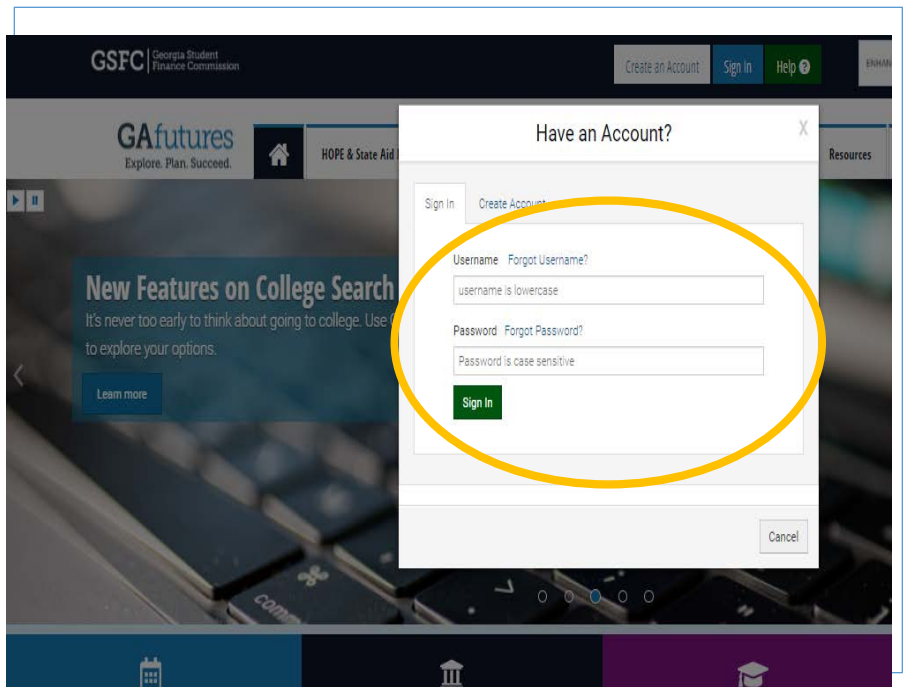 GSFC Georgia Student
Finance Commission
Create an Account Sign In Help
GAfutures
Explore. Plan. Succeed.
HOPE & State Aid
Resources
Have an Account?
X
Sign In Create Account
Username Forgot Username?
username is lowercase
Password Forgot Password?
Password is case sensitive
Sign In
Cancel
New Features on College Search
It's never too early to think about going to college. Use
to explore your options.
Learn more